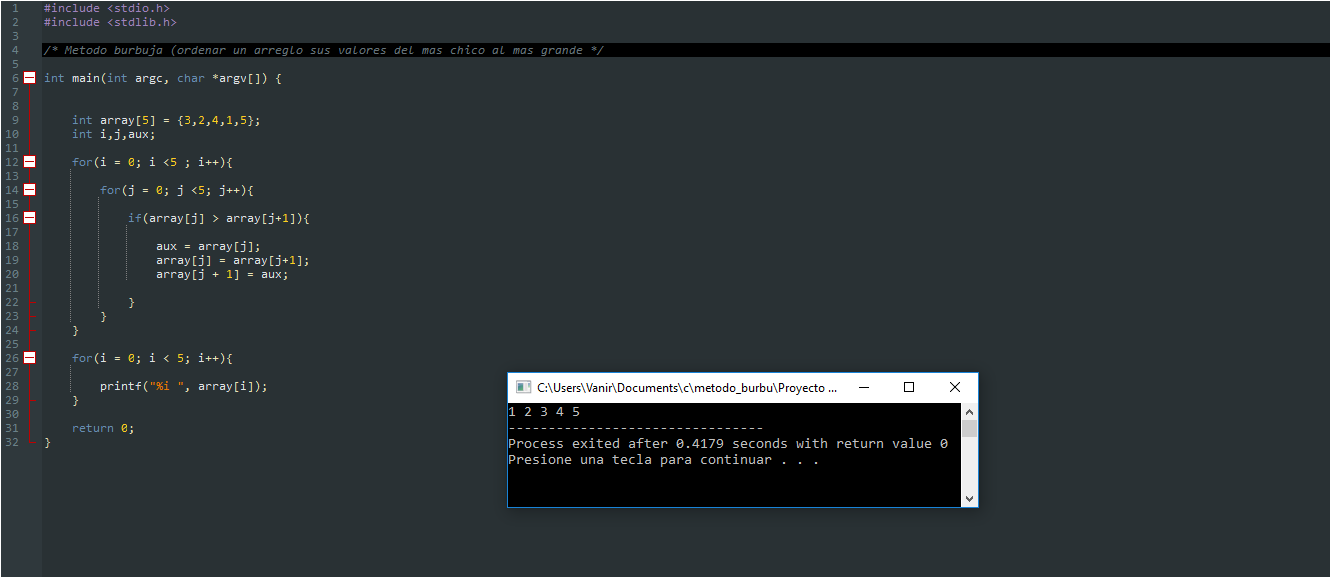 1 #include <stdio.h>
2 #include <stdlib.h>
3
4 /* Metodo burbuja (ordenar un arreglo sus valores del mas chico al mas grande */
5
6 int main(int argc, char *argv[]) {
7
8
9 int array[5] = {3,2,4,1,5};
10 int i,j,aux;
11
12 for(i = 0; i <5 ; i++){
13
14 for(j = 0; j <5; j++){
15
16 if(array[j] > array[j+1]){
17
18 aux = array[j];
19 array[j] = array[j+1];
20 array[j + 1] = aux;
21
22 }
23 }
24 }
25
26 for(i = 0; i < 5; i++){
27
28 printf("%i ", array[i]);
29 }
30
31 return 0;
32 }
C:\Users\Vanir\Documents\c\metodo_burbu\Proyecto ...
1 2 3 4 5
--------------------------------
Process exited after 0.4179 seconds with return value 0
Presione una tecla para continuar . . .